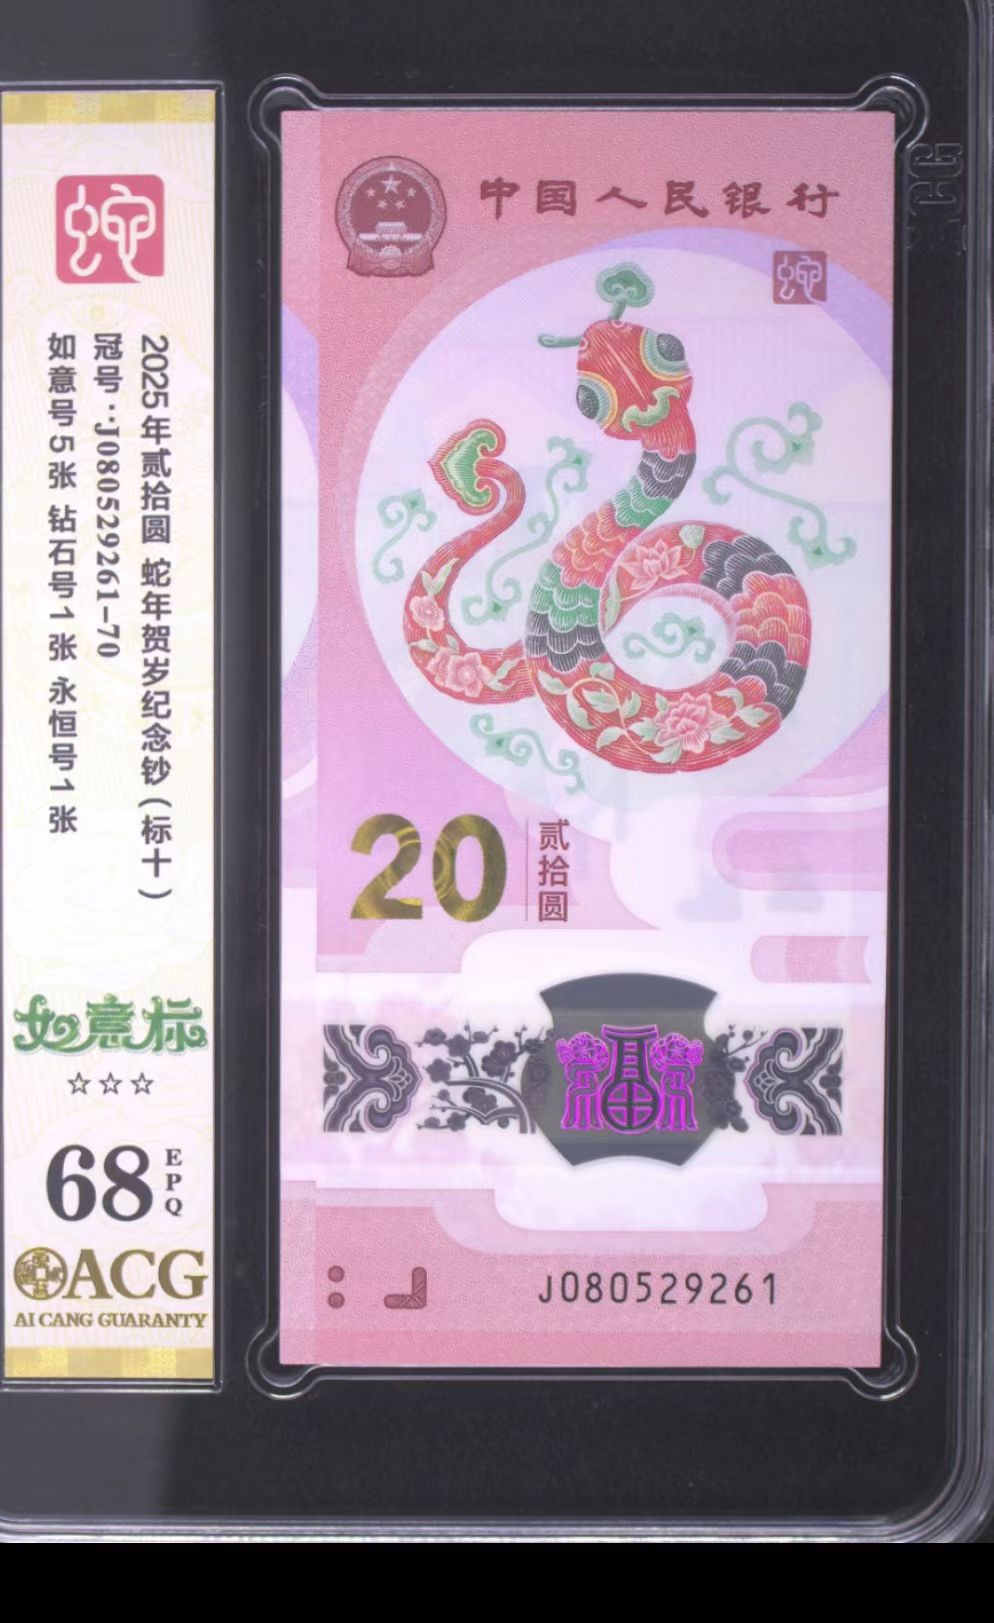 蛇
2025年贰拾圆 蛇年贺岁纪念钞(标十)
冠号:J080529261-70
如意号5张 钻石号1张 永恒号1张
如意标
☆☆☆
68 EPQ
ACG
AI CANG GUARANTY
中国人民银行
蛇
20 贰拾圆
福
J080529261
ACG